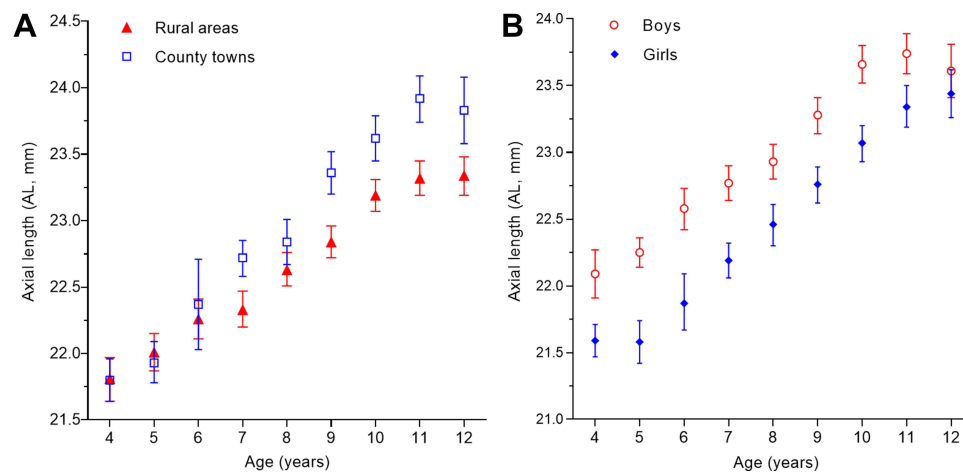 A
Rural areas
County towns
Axial length (AL, mm)
24.5
24.0
23.5
23.0
22.5
22.0
21.5
4 5 6 7 8 9 10 11 12
Age (years)
B
Boys
Girls
Axial length (AL, mm)
24.0
23.5
23.0
22.5
22.0
21.5
21.0
4 5 6 7 8 9 10 11 12
Age (years)